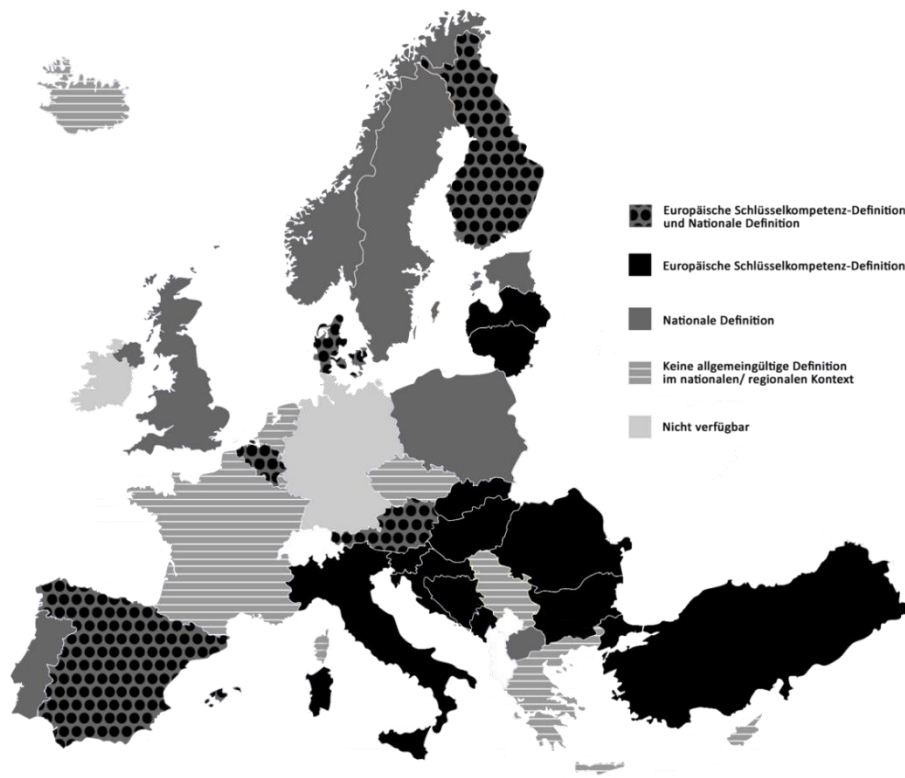 Europäische Schlüsselkompetenz-Definition
und Nationale Definition
Europäische Schlüsselkompetenz-Definition
Nationale Definition
Keine allgemeingültige Definition
im nationalen/ regionalen Kontext
Nicht verfügbar